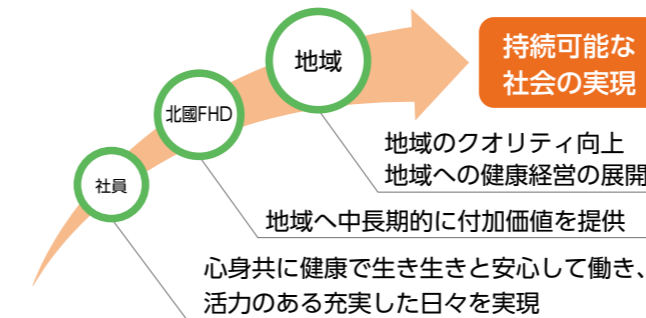 持続可能な
社会の実現
地域
北國FHD
社員
地域のクオリティ向上
地域への健康経営の展開
地域へ中長期的に付加価値を提供
心身共に健康で生き生きと安心して働き、
活力のある充実した日々を実現